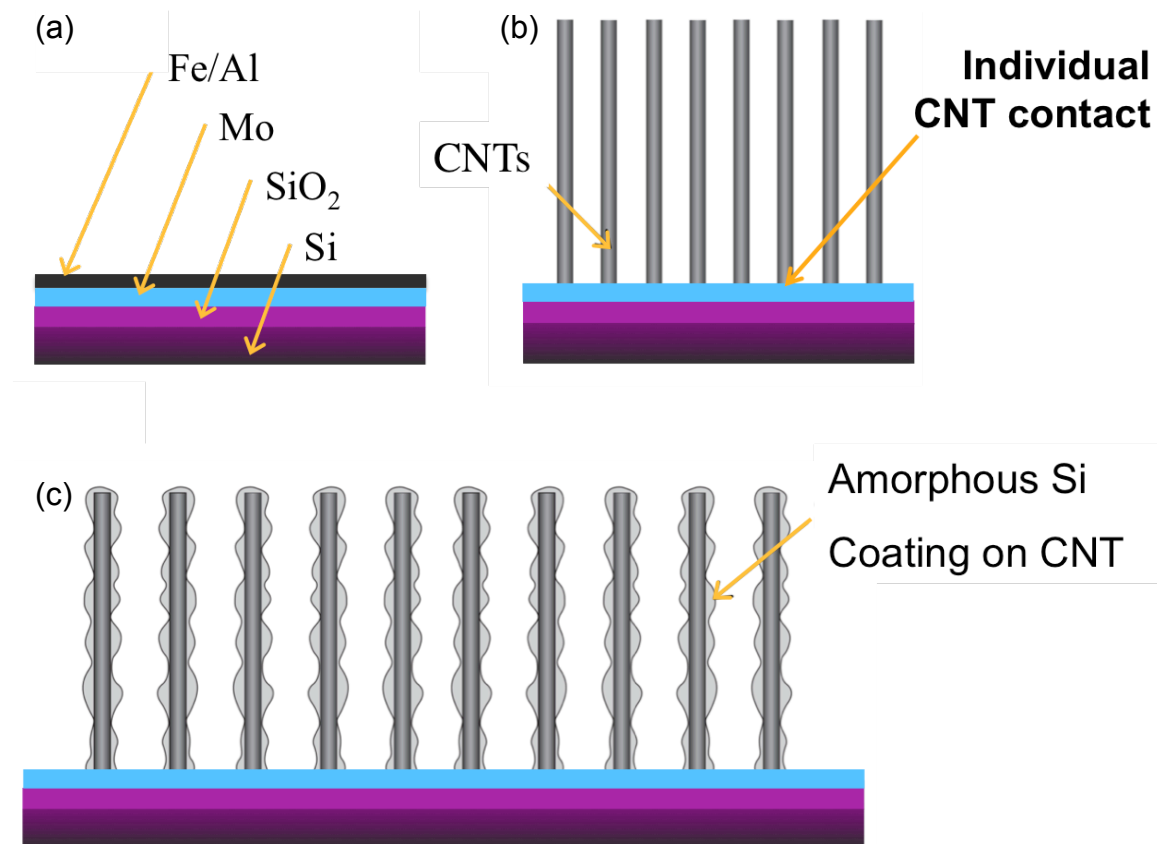 (a)
Fe/Al
Mo
SiO₂
Si
(b)
Individual
CNT contact
CNTs
(c)
Amorphous Si
Coating on CNT